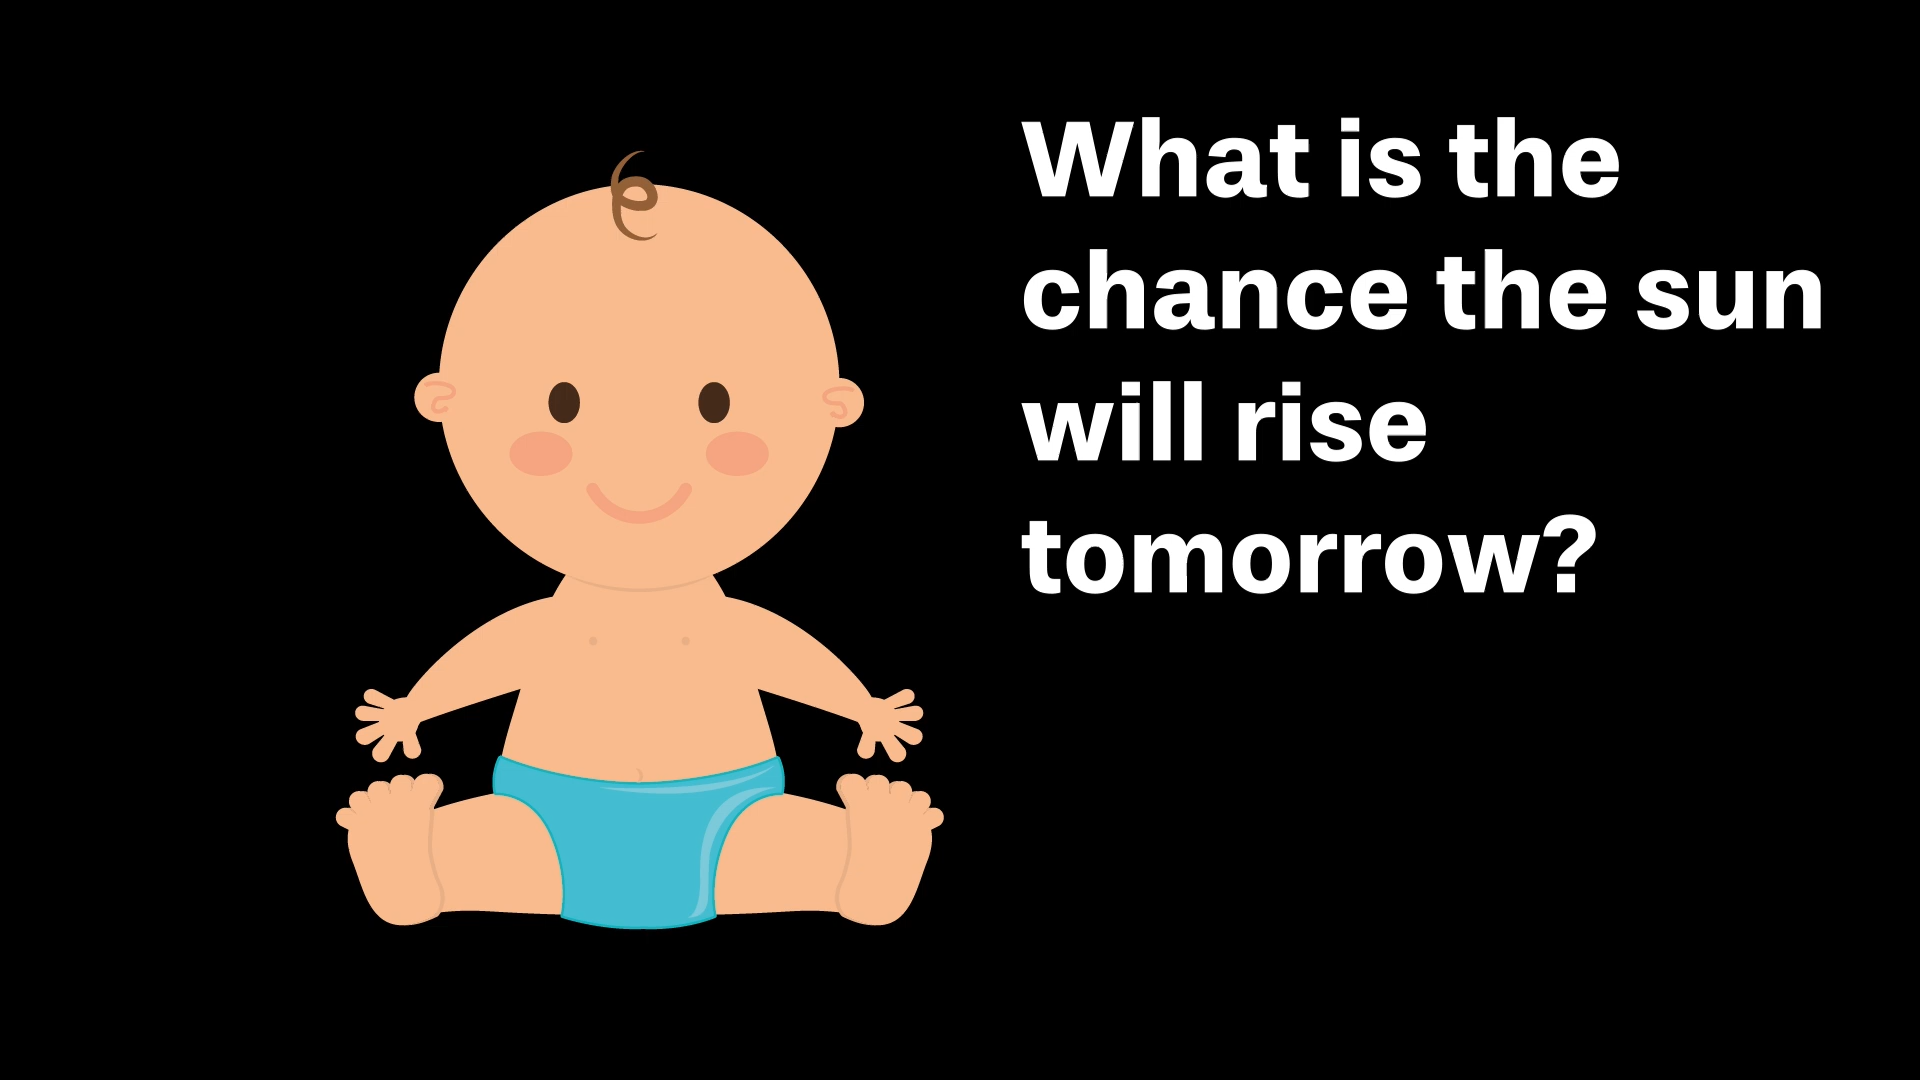 What is the
chance the sun
will rise
tomorrow?